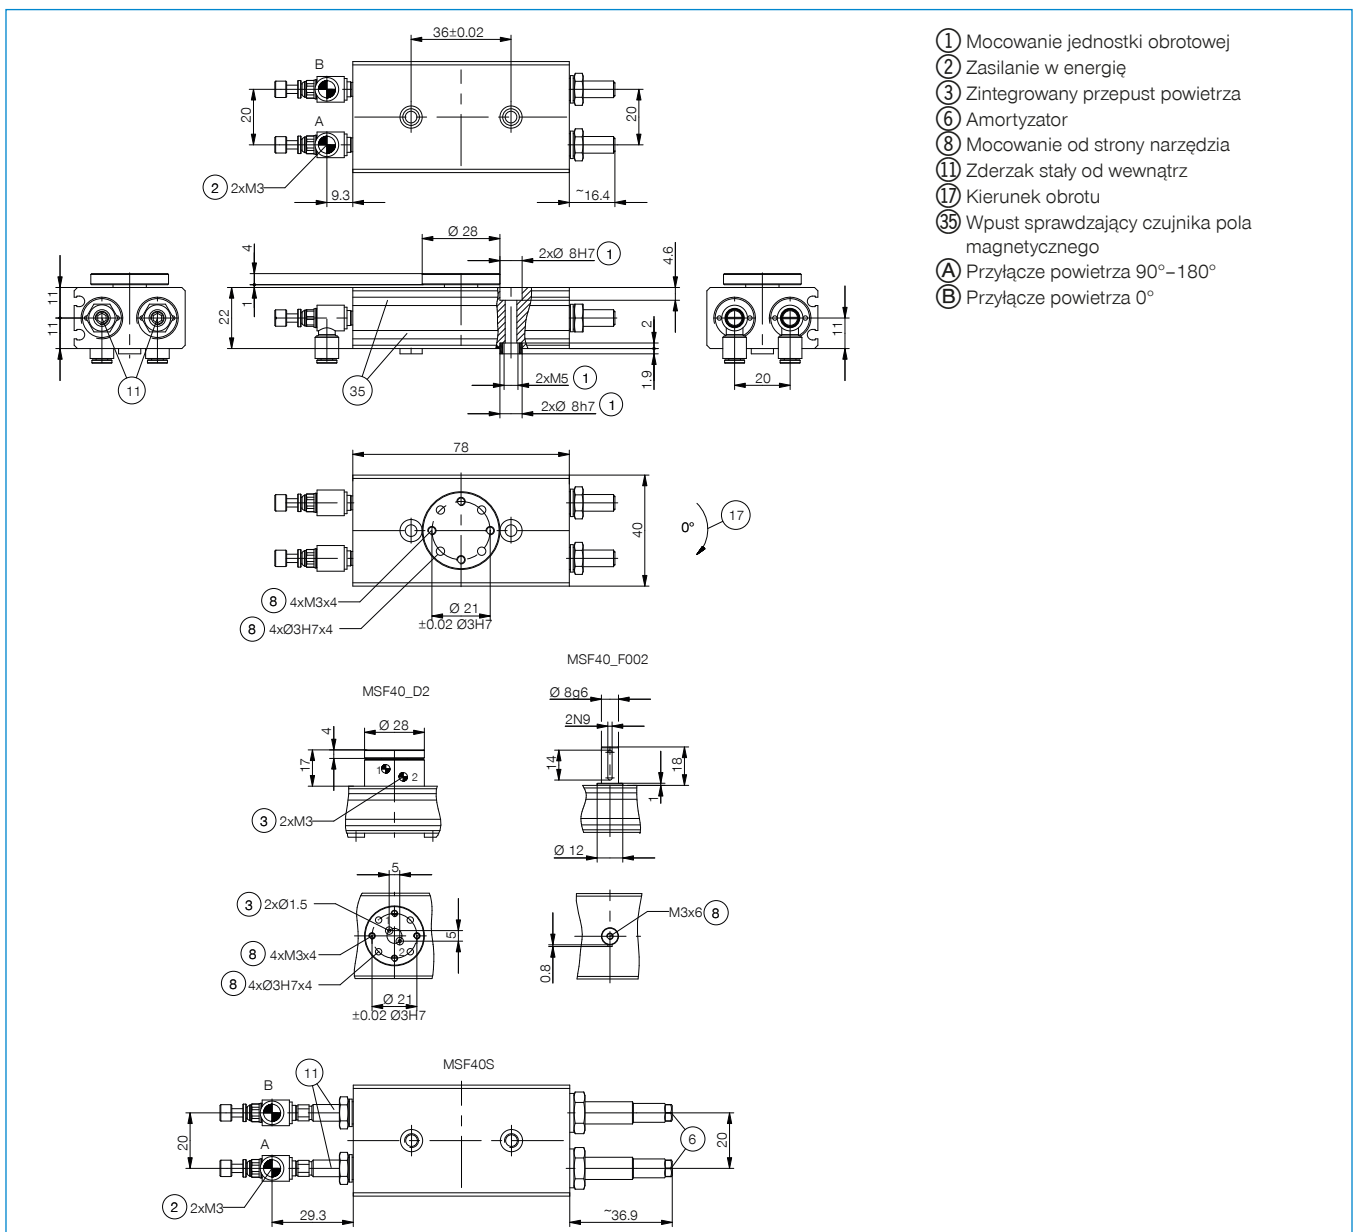 ① Mocowanie jednostki obrotowej
② Zasilanie w energię
③ Zintegrowany przepust powietrza
⑥ Amortyzator
⑧ Mocowanie od strony narzędzia
⑪ Zderzak stały od wewnątrz
⑰ Kierunek obrotu
㉟ Wpust sprawdzający czujnika pola
magnetycznego
Ⓐ Przyłącze powietrza 90°–180°
Ⓑ Przyłącze powietrza 0°
36±0.02
B
A
20
20
② 2xM3
9.3
~16.4
Ø 28
4
1
22
2xØ 8H7 ①
4.6
11
11
2
1.9
11
⑪
㉟
2xM5 ①
2xØ 8h7 ①
20
78
40
0°
⑰
⑧ 4xM3x4
⑧ 4xØ3H7x4
Ø 21
±0.02 Ø3H7
MSF40_D2
Ø 28
4
17
1
2
③ 2xM3
5
③ 2xØ1.5
1
2
5
⑧ 4xM3x4
⑧ 4xØ3H7x4
Ø 21
±0.02 Ø3H7
MSF40_F002
Ø 8g6
2N9
14
18
1
Ø 12
M3x6 ⑧
0.8
MSF40S
⑪
B
A
20
20
⑥
② 2xM3
29.3
~36.9